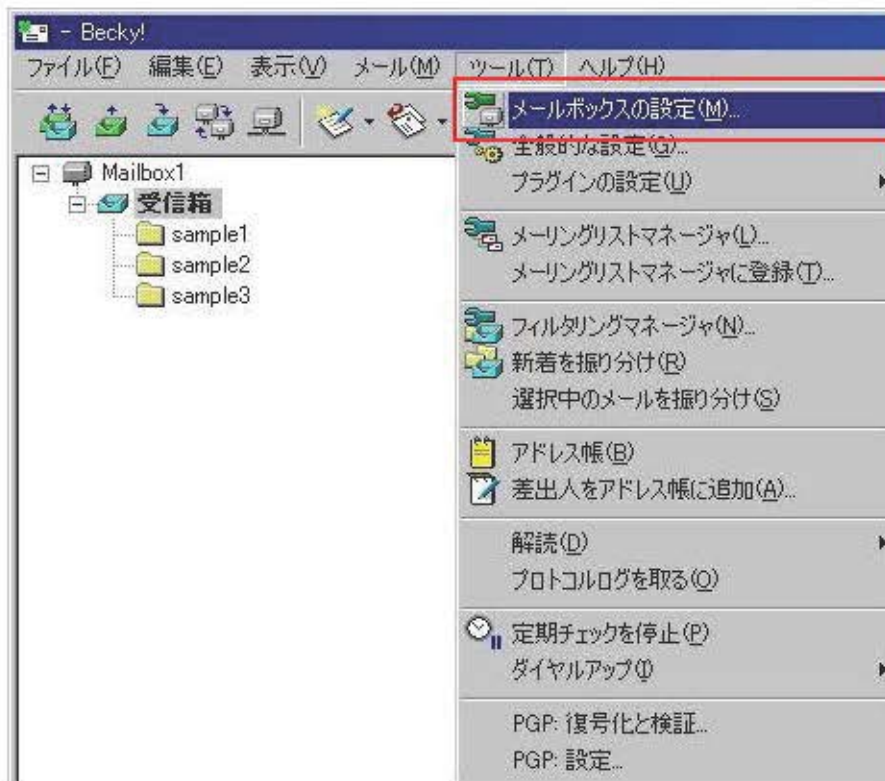 - Becky!
ファイル(F) 編集(E) 表示(V) メール(M) ツール(T) ヘルプ(H)
Mailbox1
受信箱
sample1
sample2
sample3
メールボックスの設定(M)...
全般的な設定(G)...
プラグインの設定(U)
メーリングリストマネージャ(L)...
メーリングリストマネージャに登録(T)...
フィルタリングマネージャ(N)...
新着を振り分け(R)
選択中のメールを振り分け(S)
アドレス帳(B)
差出人をアドレス帳に追加(A)...
解読(D)
プロトコルログを取る(O)
定期チェックを停止(P)
ダイヤルアップ(I)
PGP: 復号化と検証...
PGP: 設定...